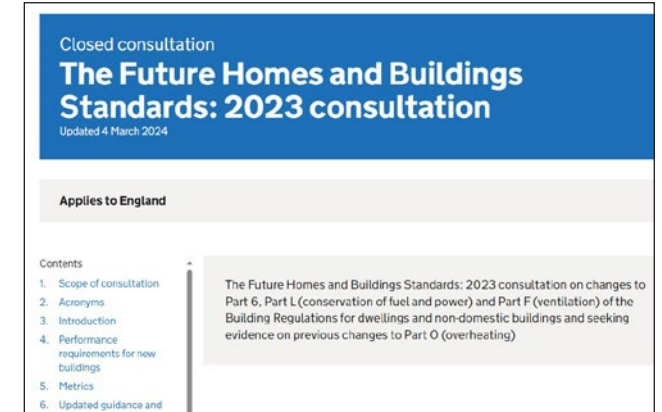 Closed consultation
The Future Homes and Buildings
Standards: 2023 consultation
Updated 4 March 2024
Applies to England
Contents
1. Scope of consultation
2. Acronyms
3. Introduction
4. Performance
requirements for new
buildings
5. Metrics
6. Updated guidance and
The Future Homes and Buildings Standards: 2023 consultation on changes to
Part 6, Part L (conservation of fuel and power) and Part F (ventilation) of the
Building Regulations for dwellings and non-domestic buildings and seeking
evidence on previous changes to Part O (overheating)